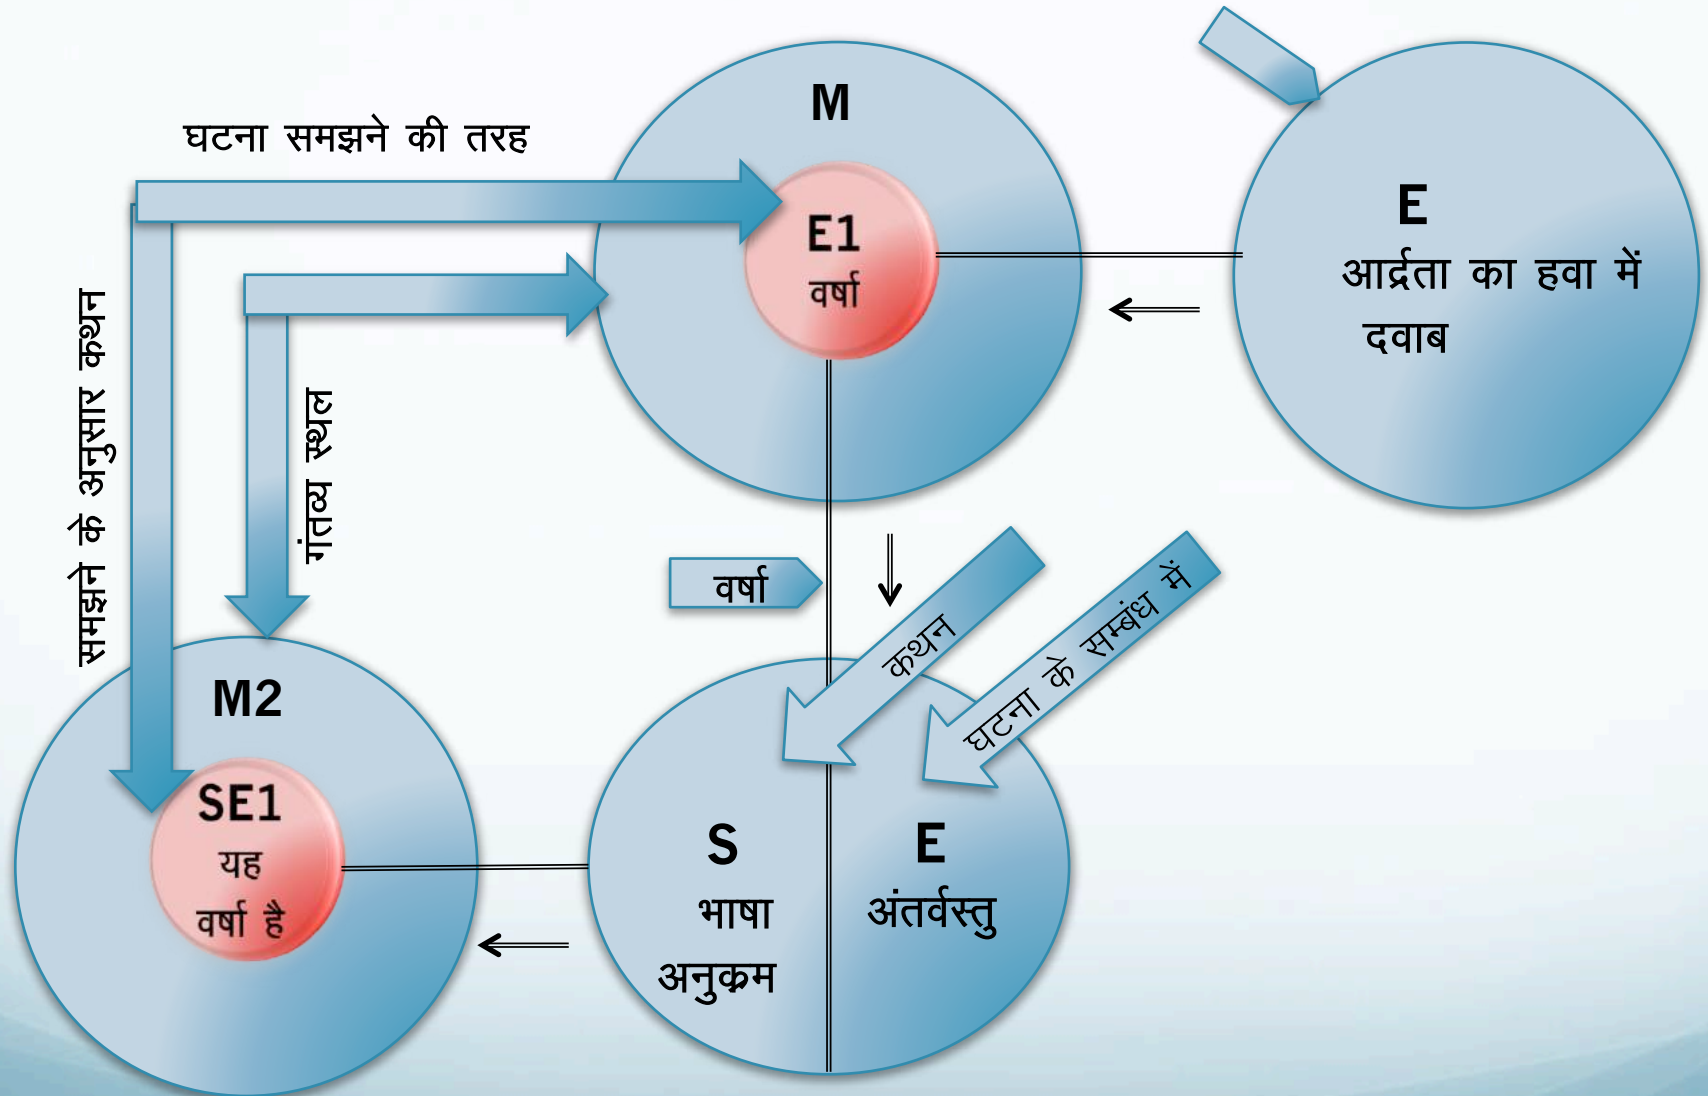 घटना समझने की तरह
M
E1
वर्षा
E
आर्द्रता का हवा में
दवाब
समझने के अनुसार कथन
गंतव्य स्थल
वर्षा
कथन
घटना के सम्बंध में
M2
SE1
यह
वर्षा है
S
भाषा
अनुक्रम
E
अंतर्वस्तु